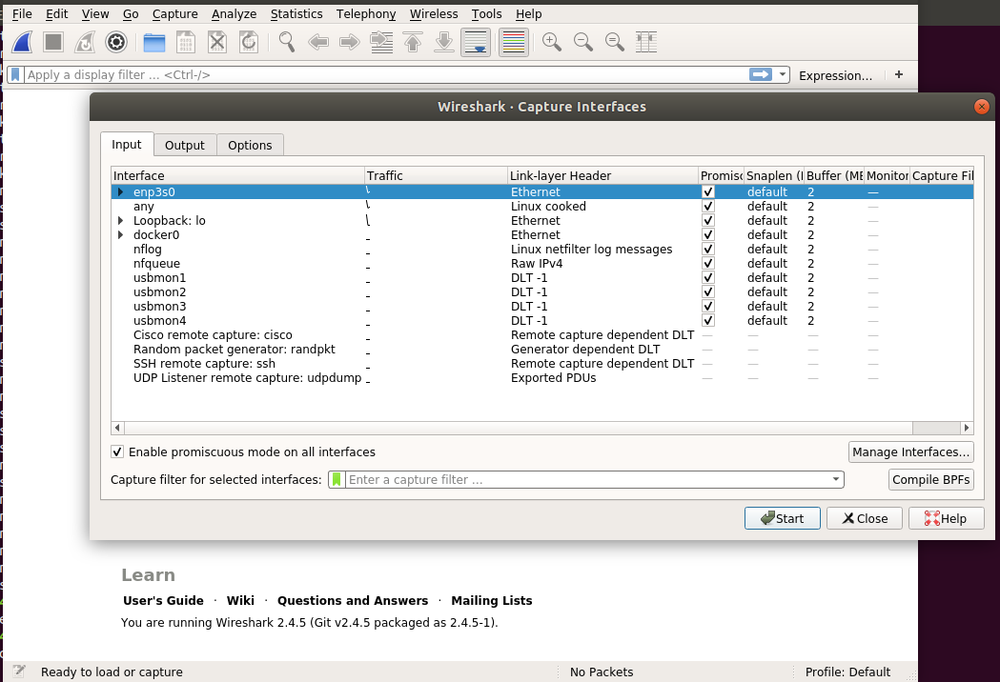 File Edit View Go Capture Analyze Statistics Telephony Wireless Tools Help
Apply a display filter ... <Ctrl-/> Expression... +
Wireshark · Capture Interfaces
Input Output Options
Interface Traffic Link-layer Header Promisc Snaplen ( Buffer (MB Monitor Capture Fil
enp3s0 Ethernet default 2 —
any Linux cooked default 2 —
Loopback: lo Ethernet default 2 —
docker0 Ethernet default 2 —
nflog Linux netfilter log messages default 2 —
nfqueue Raw IPv4 default 2 —
usbmon1 DLT -1 default 2 —
usbmon2 DLT -1 default 2 —
usbmon3 DLT -1 default 2 —
usbmon4 DLT -1 default 2 —
Cisco remote capture: cisco Remote capture dependent DLT — — — —
Random packet generator: randpkt Generator dependent DLT — — — —
SSH remote capture: ssh Remote capture dependent DLT — — — —
UDP Listener remote capture: udpdump Exported PDUs — — — —
Enable promiscuous mode on all interfaces Manage Interfaces...
Capture filter for selected interfaces: Enter a capture filter ... Compile BPFs
Start Close Help
Learn
User's Guide · Wiki · Questions and Answers · Mailing Lists
You are running Wireshark 2.4.5 (Git v2.4.5 packaged as 2.4.5-1).
Ready to load or capture No Packets Profile: Default